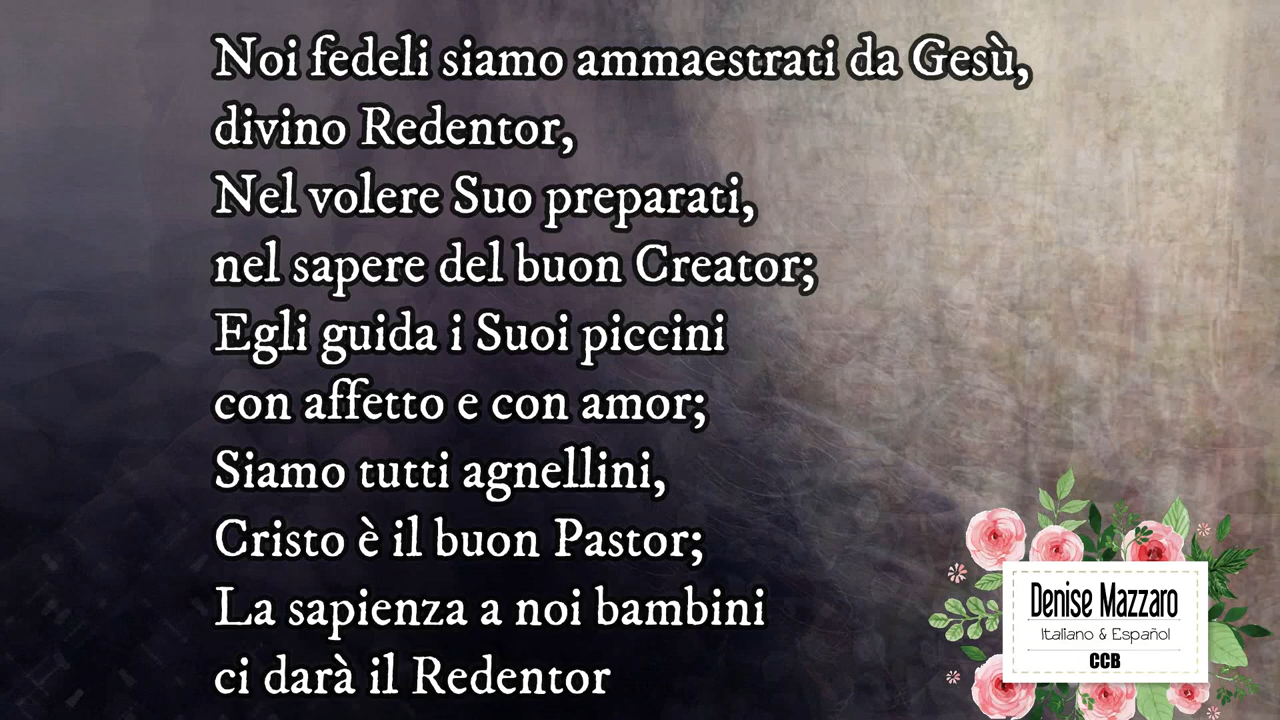 Noi fedeli siamo ammaestrati da Gesù,
divino Redentor,
Nel volere Suo preparati,
nel sapere del buon Creator;
Egli guida i Suoi piccini
con affetto e con amor;
Siamo tutti agnellini,
Cristo è il buon Pastor;
La sapienza a noi bambini
ci darà il Redentor
Denise Mazzaro
Italiano & Español
CCB